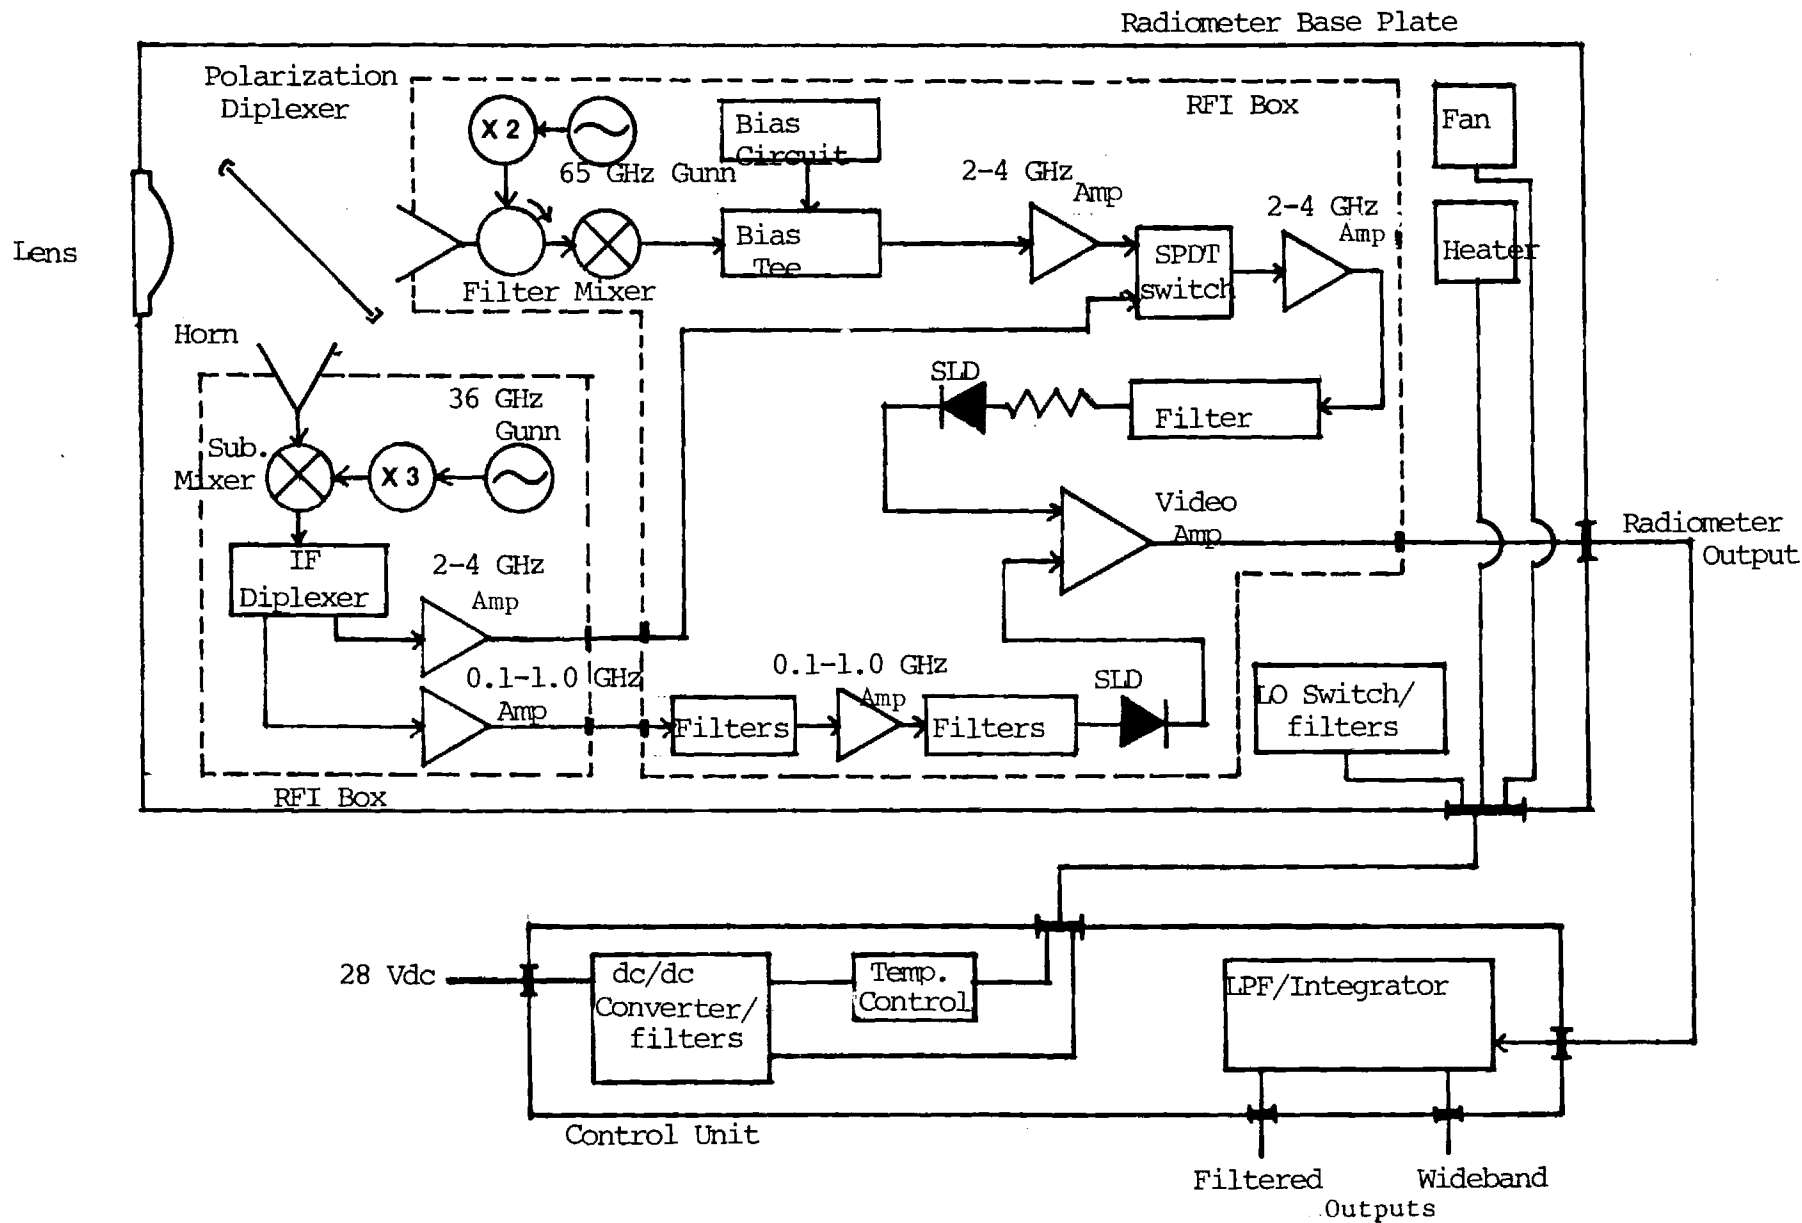 Radiometer Base Plate
Polarization
Diplexer
RFI Box
X 2
65 GHz Gunn
Bias
Circuit
2-4 GHz
Amp
2-4 GHz
Amp
Fan
Lens
Bias
Tee
SPDT
switch
Heater
Filter Mixer
Horn
36 GHz
Gunn
SLD
Filter
Sub.
Mixer
X 3
Video
Amp
Radiometer
Output
IF
Diplexer
2-4 GHz
Amp
0.1-1.0 GHz
Amp
0.1-1.0 GHz
Amp
SLD
Filters
Filters
LO Switch/
filters
RFI Box
28 Vdc
dc/dc
Converter/
filters
Temp.
Control
LPF/Integrator
Control Unit
Filtered
Wideband
Outputs